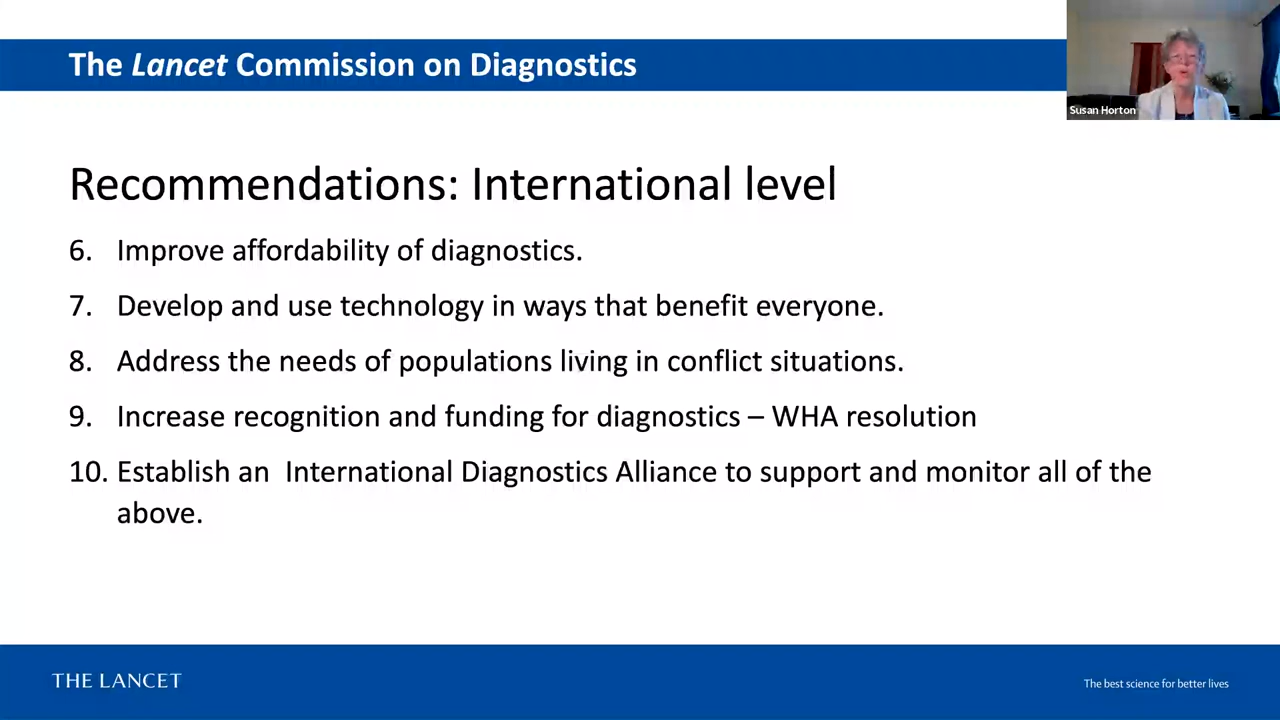 The Lancet Commission on Diagnostics
Susan Horton
Recommendations: International level
6. Improve affordability of diagnostics.
7. Develop and use technology in ways that benefit everyone.
8. Address the needs of populations living in conflict situations.
9. Increase recognition and funding for diagnostics – WHA resolution
10. Establish an International Diagnostics Alliance to support and monitor all of the
above.
THE LANCET
The best science for better lives